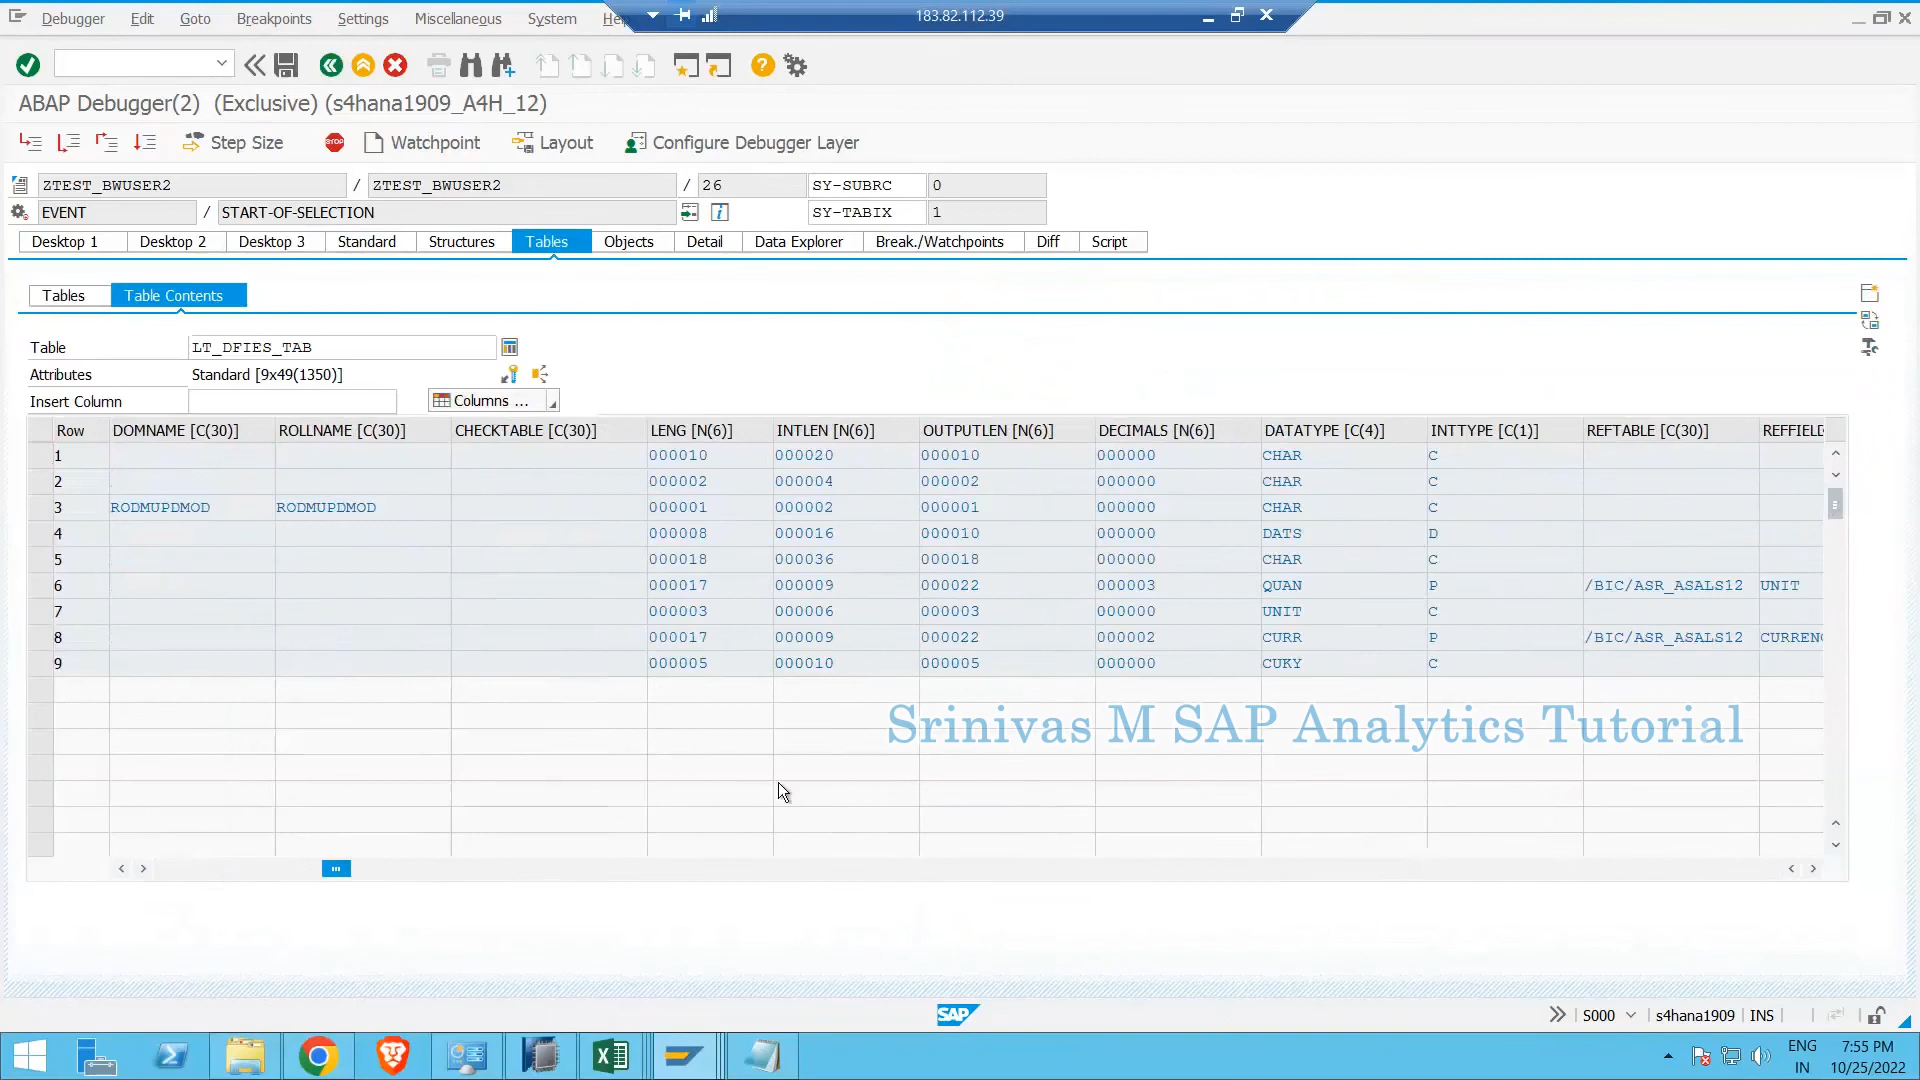 Debugger Edit Goto Breakpoints Settings Miscellaneous System 183.82.112.39
ABAP Debugger(2) (Exclusive) (s4hana1909_A4H_12)
Step Size STOP Watchpoint Layout Configure Debugger Layer
ZTEST_BWUSER2 / ZTEST_BWUSER2 / 26 SY-SUBRC 0
EVENT / START-OF-SELECTION SY-TABIX 1
Desktop 1 Desktop 2 Desktop 3 Standard Structures Tables Objects Detail Data Explorer Break./Watchpoints Diff Script
Tables Table Contents
Table LT_DFIES_TAB
Attributes Standard [9x49(1350)]
Insert Column Columns ...
Row DOMNAME [C(30)] ROLLNAME [C(30)] CHECKTABLE [C(30)] LENG [N(6)] INTLEN [N(6)] OUTPUTLEN [N(6)] DECIMALS [N(6)] DATATYPE [C(4)] INTTYPE [C(1)] REFTABLE [C(30)] REFFIELD
1 000010 000020 000010 000000 CHAR C
2 000002 000004 000002 000000 CHAR C
3 RODMUPDMOD RODMUPDMOD 000001 000002 000001 000000 CHAR C
4 000008 000016 000010 000000 DATS D
5 000018 000036 000018 000000 CHAR C
6 000017 000009 000022 000003 QUAN P /BIC/ASR_ASALS12 UNIT
7 000003 000006 000003 000000 UNIT C
8 000017 000009 000022 000002 CURR P /BIC/ASR_ASALS12 CURRENC
9 000005 000010 000005 000000 CUKY C
Srinivas M SAP Analytics Tutorial
SAP S000 s4hana1909 INS
ENG 7:55 PM
IN 10/25/2022